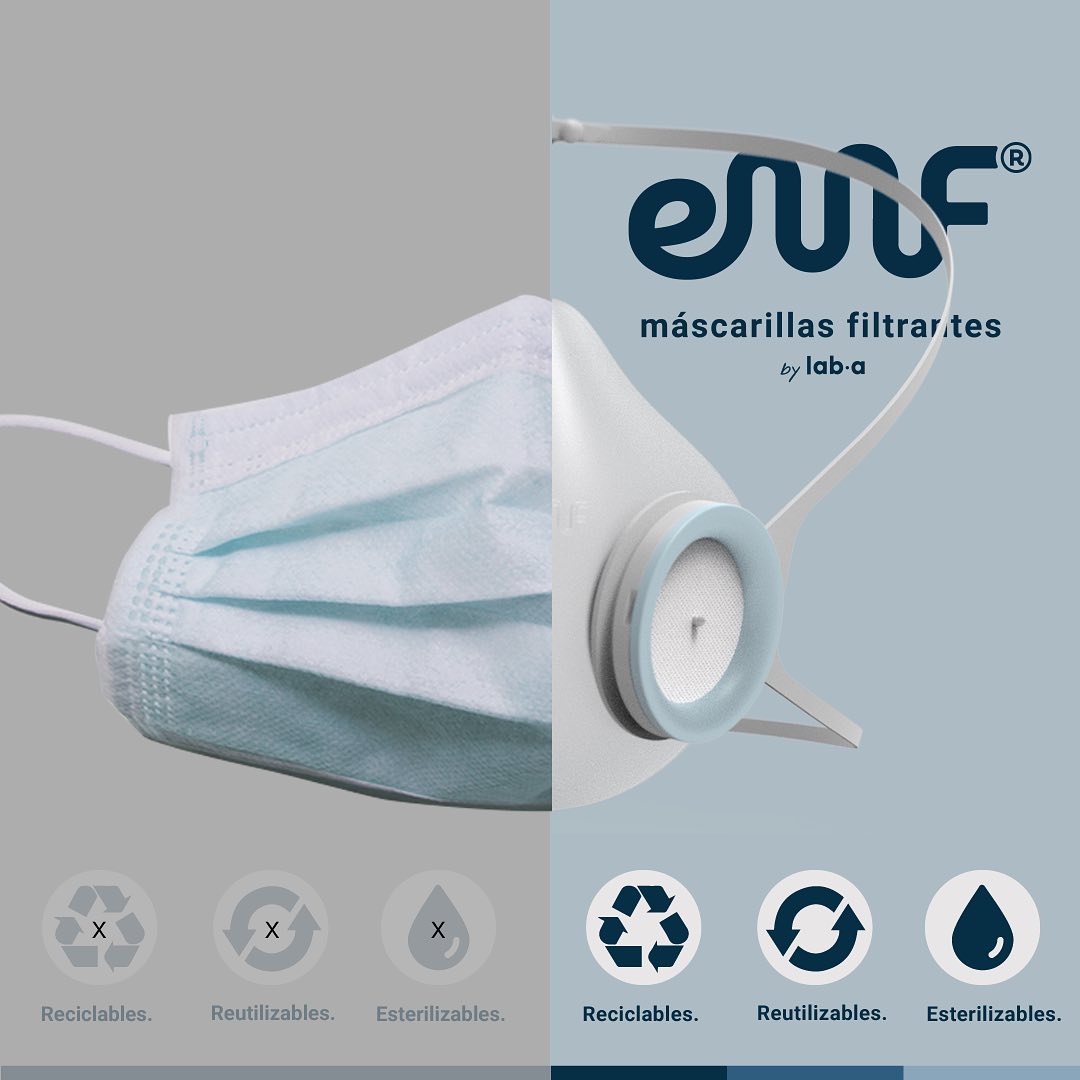 emf®
máscarillas filtrantes
by lab·a
X X X
Reciclables. Reutilizables. Esterilizables.
Reciclables. Reutilizables. Esterilizables.